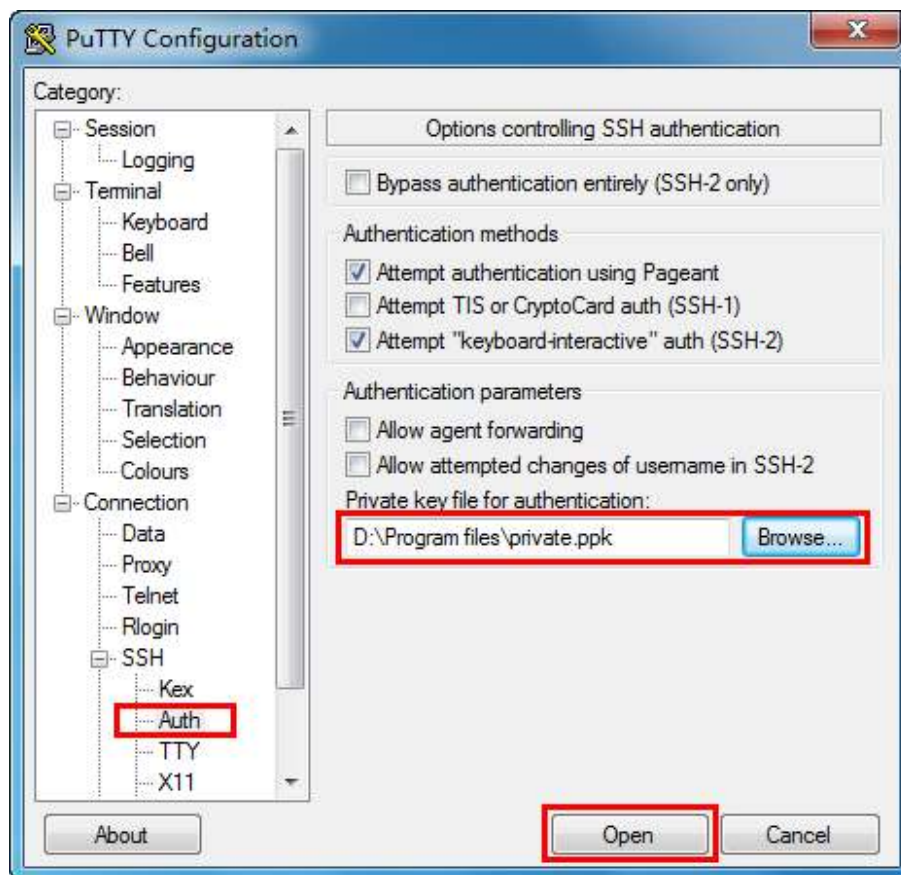 PuTTY Configuration
Category:
Session
Logging
Terminal
Keyboard
Bell
Features
Window
Appearance
Behaviour
Translation
Selection
Colours
Connection
Data
Proxy
Telnet
Rlogin
SSH
Kex
Auth
TTY
X11
Options controlling SSH authentication
Bypass authentication entirely (SSH-2 only)
Authentication methods
Attempt authentication using Pageant
Attempt TIS or CryptoCard auth (SSH-1)
Attempt "keyboard-interactive" auth (SSH-2)
Authentication parameters
Allow agent forwarding
Allow attempted changes of username in SSH-2
Private key file for authentication:
D:\Program files\private.ppk Browse...
About Open Cancel